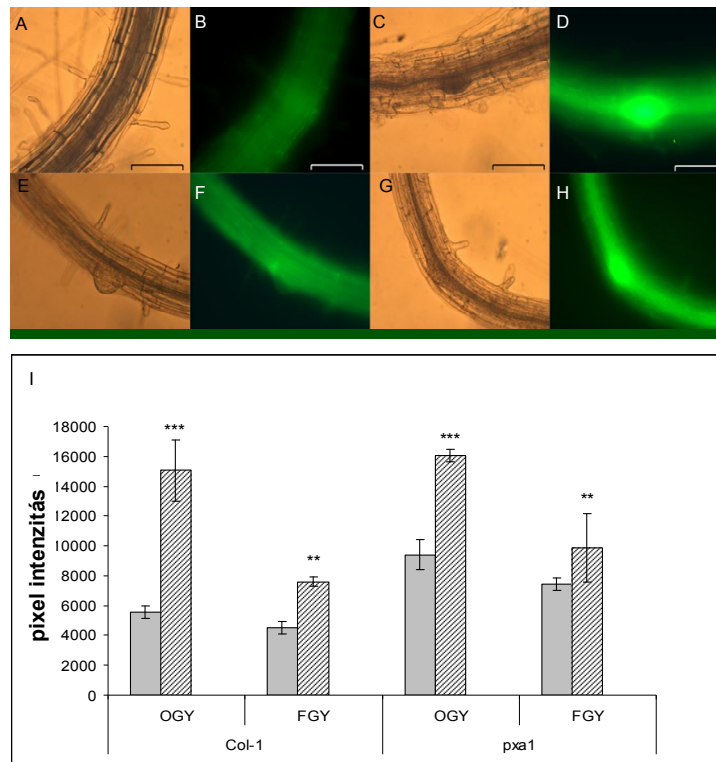 A B C D
E F G H
I
***
***
**
**
18000
16000
14000
12000
10000
8000
6000
4000
2000
0
pixel intenzitás
OGY FGY OGY FGY
Col-1 pxa1